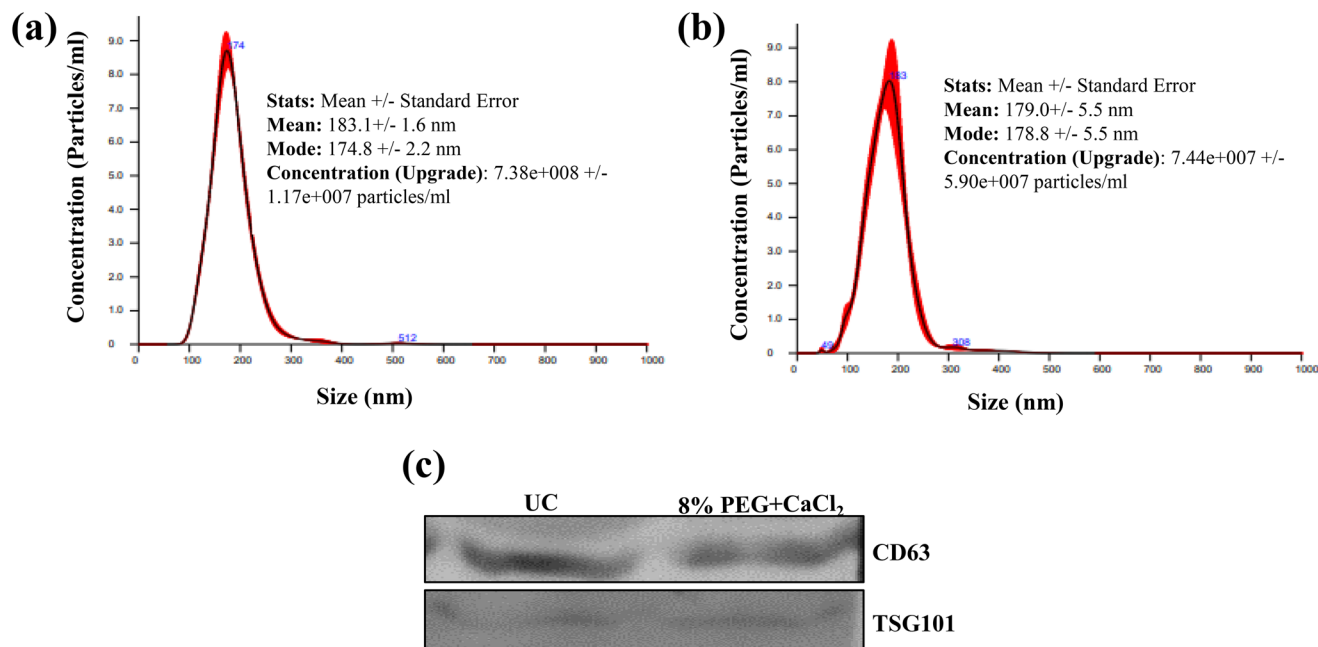 (a)
Concentration (Particles/ml)
9.0
8.0
7.0
6.0
5.0
4.0
3.0
2.0
1.0
0
174
Stats: Mean +/- Standard Error
Mean: 183.1+/- 1.6 nm
Mode: 174.8 +/- 2.2 nm
Concentration (Upgrade): 7.38e+008 +/-
1.17e+007 particles/ml
512
0 100 200 300 400 500 600 700 800 900 1000
Size (nm)
(b)
Concentration (Particles/ml)
9.0
8.0
7.0
6.0
5.0
4.0
3.0
2.0
1.0
0
183
Stats: Mean +/- Standard Error
Mean: 179.0+/- 5.5 nm
Mode: 178.8 +/- 5.5 nm
Concentration (Upgrade): 7.44e+007 +/-
5.90e+007 particles/ml
49
308
0 100 200 300 400 500 600 700 800 900 1000
Size (nm)
(c)
UC 8% PEG+CaCl₂
CD63
TSG101